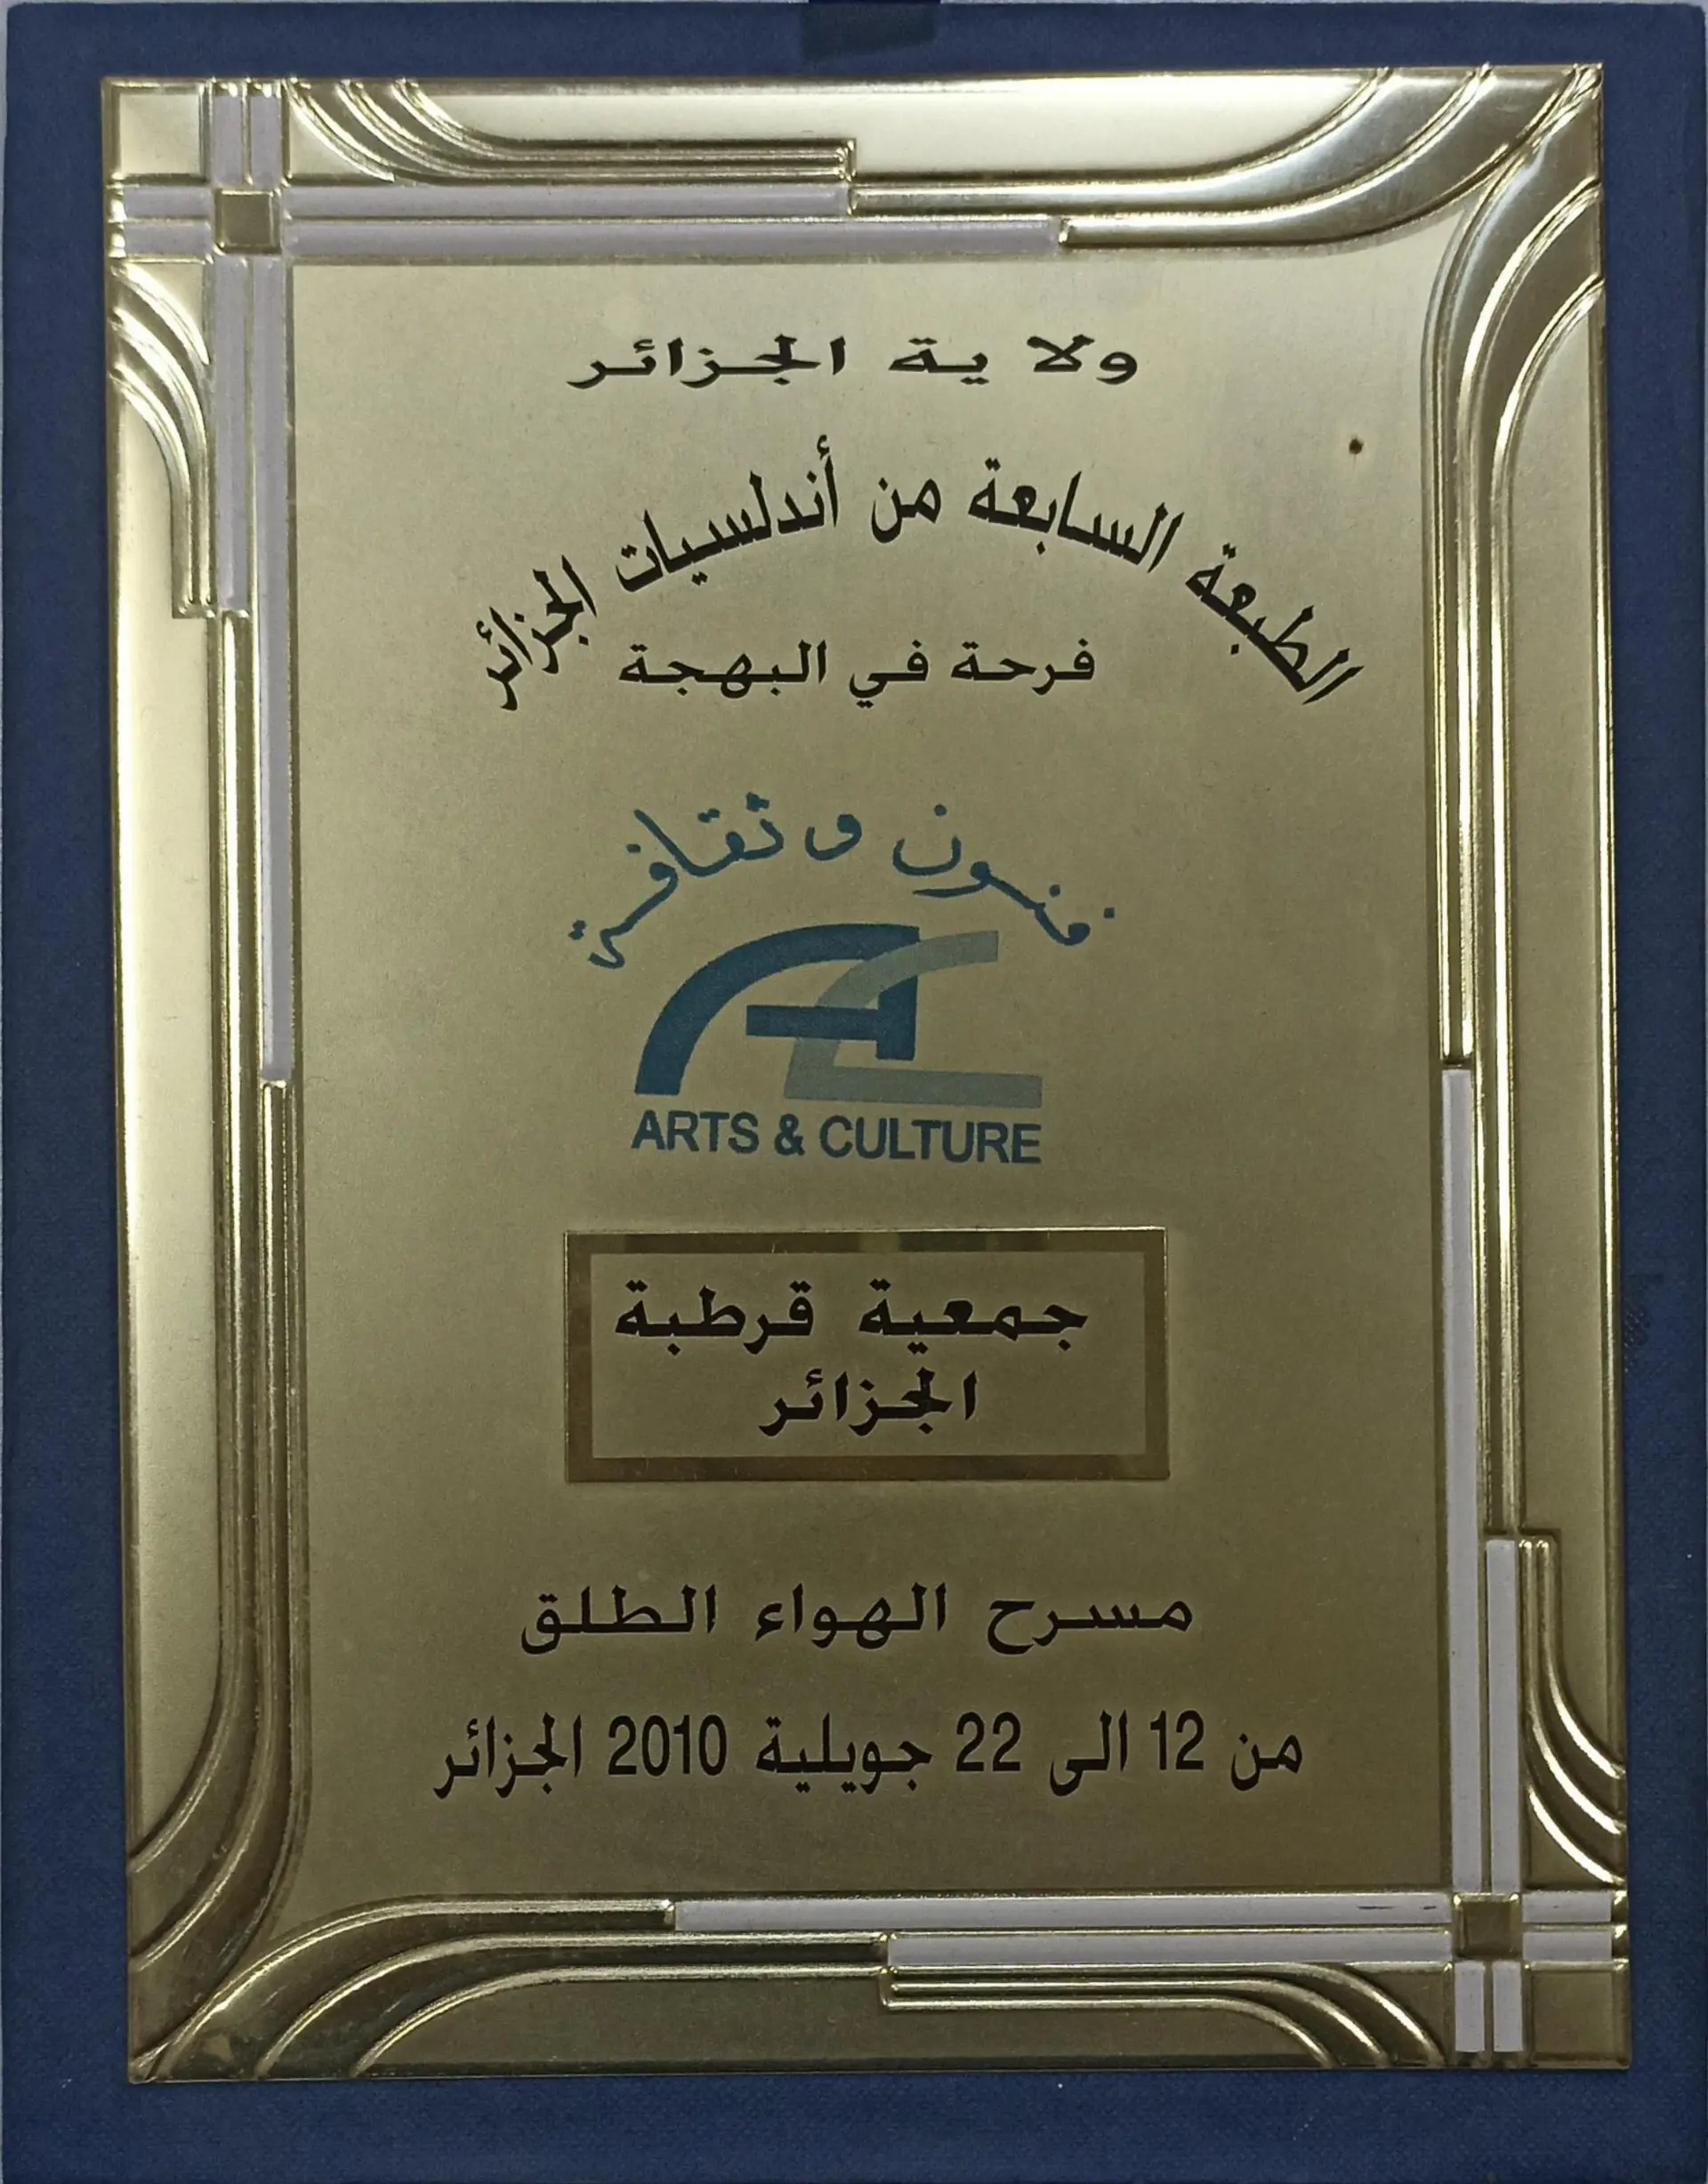 ولاية الجزائر
الطبعة السابعة من أندلسيات الجزائر
فرحة في البهجة
فنون و ثقافة
ARTS & CULTURE
جمعية قرطبة
الجزائر
مسرح الهواء الطلق
من 12 الى 22 جويلية 2010 الجزائر